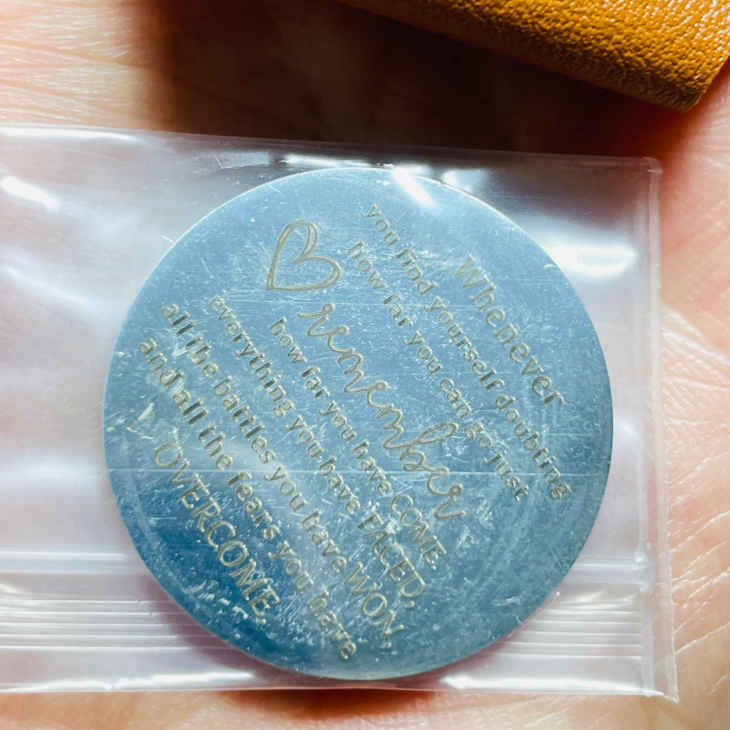 Whenever
you find yourself doubting
how far you can go just
remember
how far you have COME.
everything you have FACED,
all the battles you have WON,
and all the fears you have
OVERCOME.